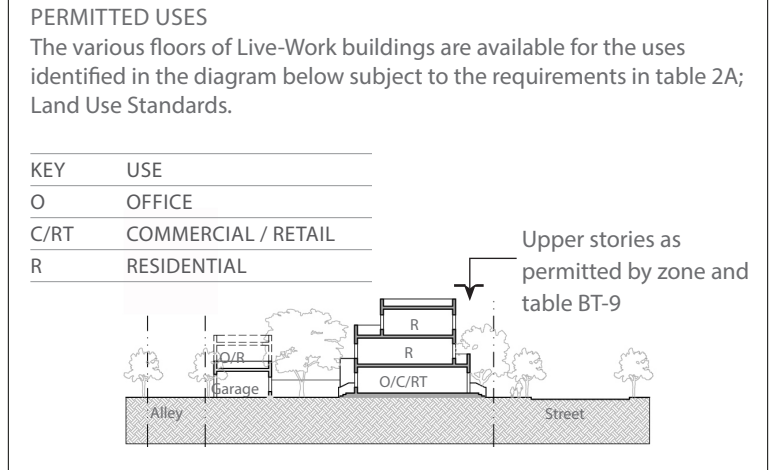 PERMITTED USES
The various floors of Live-Work buildings are available for the uses
identified in the diagram below subject to the requirements in table 2A;
Land Use Standards.
KEY USE
O OFFICE
C/RT COMMERCIAL / RETAIL
R RESIDENTIAL
Upper stories as
permitted by zone and
table BT-9
R
R
O/R
O/C/RT
Garage
Alley
Street